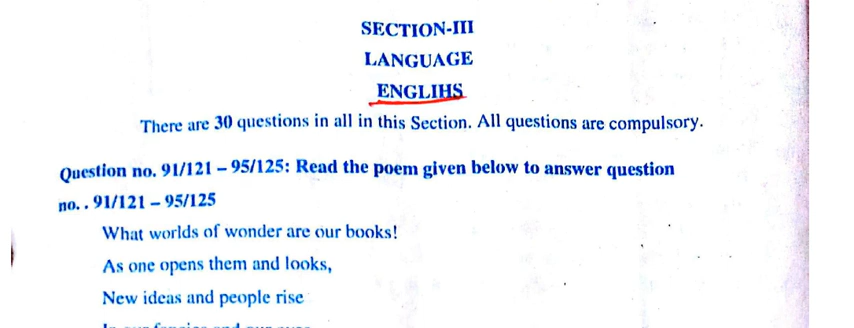 SECTION-III
LANGUAGE
ENGLIHS
There are 30 questions in all in this Section. All questions are compulsory.
Question no. 91/121 – 95/125: Read the poem given below to answer question
no. . 91/121 – 95/125
What worlds of wonder are our books!
As one opens them and looks,
New ideas and people rise